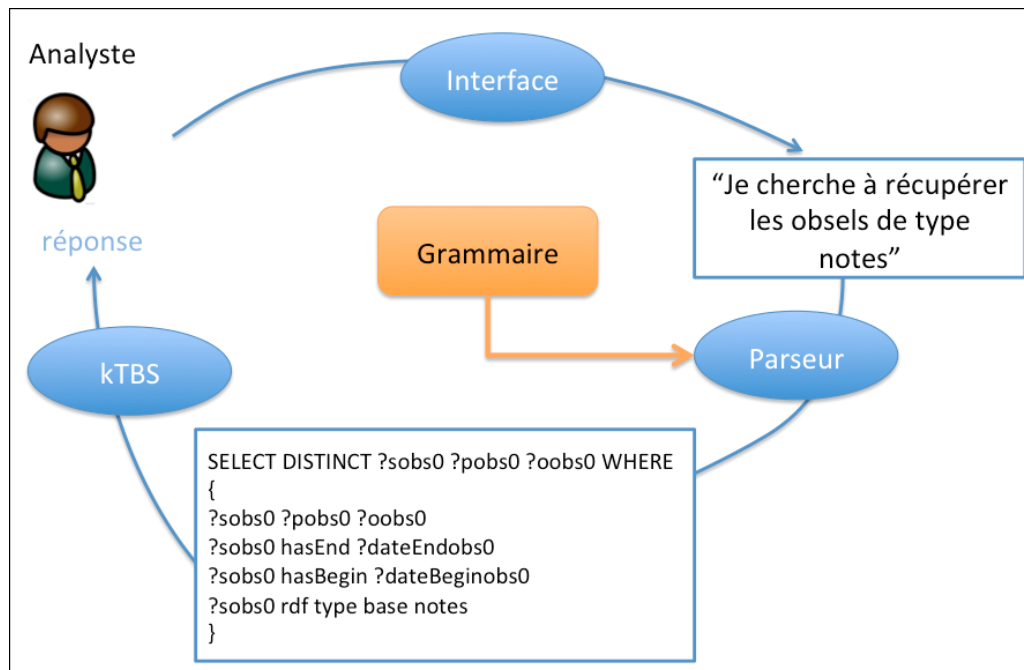 Analyste
Interface
“Je cherche à récupérer
les obsels de type
notes”
réponse
Grammaire
kTBS
Parseur
SELECT DISTINCT ?sobs0 ?pobs0 ?oobs0 WHERE
{
?sobs0 ?pobs0 ?oobs0
?sobs0 hasEnd ?dateEndobs0
?sobs0 hasBegin ?dateBeginobs0
?sobs0 rdf type base notes
}